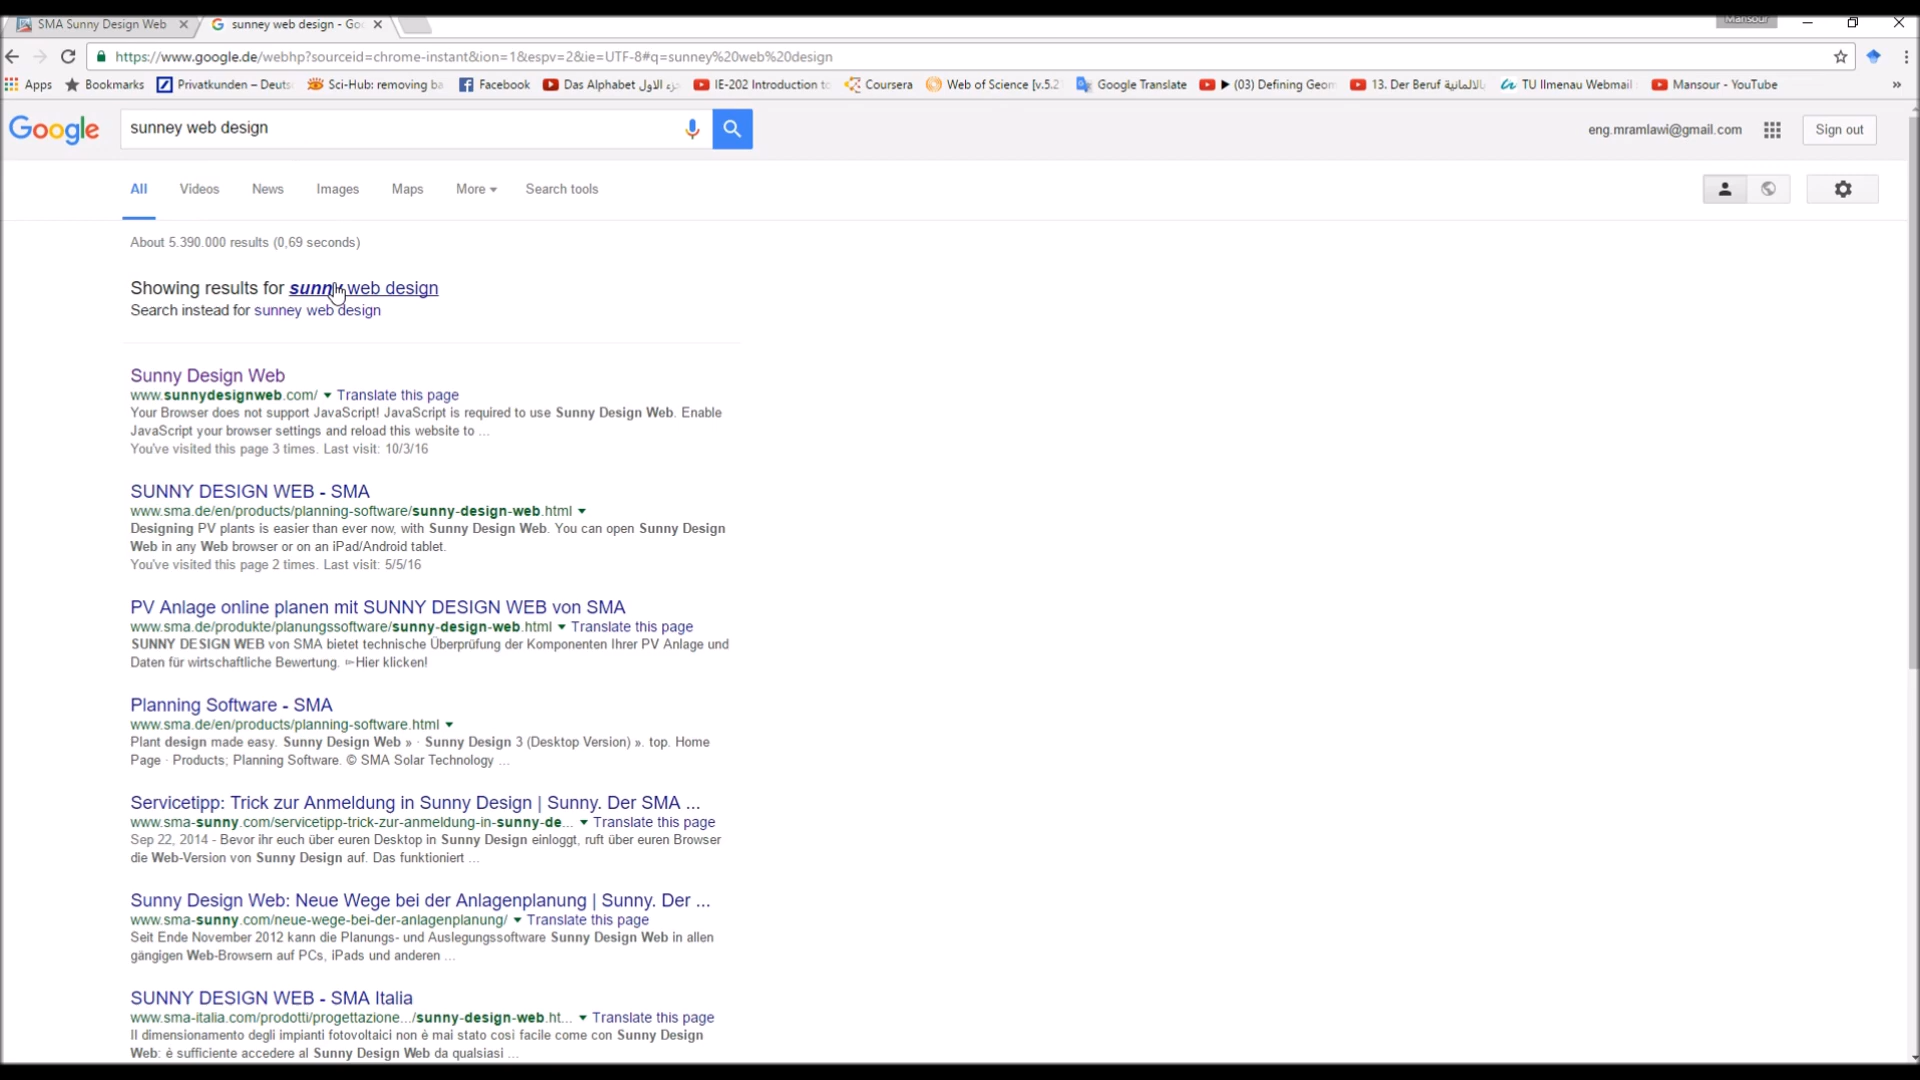 SMA Sunny Design Web
sunney web design - Goo
Mansour
https://www.google.de/webhp?sourceid=chrome-instant&ion=1&espv=2&ie=UTF-8#q=sunney%20web%20design
Apps Bookmarks Privatkunden – Deuts Sci-Hub: removing ba Facebook Das Alphabet جزء الاول IE-202 Introduction to Coursera Web of Science [v.5.2 Google Translate (03) Defining Geom 13. Der Beruf بالالمانية TU Ilmenau Webmail Mansour - YouTube »
Google sunney web design eng.mramlawi@gmail.com Sign out
All Videos News Images Maps More Search tools
About 5.390.000 results (0,69 seconds)
Showing results for sunny web design
Search instead for sunney web design
Sunny Design Web
www.sunnydesignweb.com/ Translate this page
Your Browser does not support JavaScript! JavaScript is required to use Sunny Design Web. Enable
JavaScript your browser settings and reload this website to ...
You've visited this page 3 times. Last visit: 10/3/16
SUNNY DESIGN WEB - SMA
www.sma.de/en/products/planning-software/sunny-design-web.html
Designing PV plants is easier than ever now, with Sunny Design Web. You can open Sunny Design
Web in any Web browser or on an iPad/Android tablet.
You've visited this page 2 times. Last visit: 5/5/16
PV Anlage online planen mit SUNNY DESIGN WEB von SMA
www.sma.de/produkte/planungssoftware/sunny-design-web.html Translate this page
SUNNY DESIGN WEB von SMA bietet technische Überprüfung der Komponenten Ihrer PV Anlage und
Daten für wirtschaftliche Bewertung. ▻Hier klicken!
Planning Software - SMA
www.sma.de/en/products/planning-software.html
Plant design made easy. Sunny Design Web » · Sunny Design 3 (Desktop Version) ». top. Home
Page · Products; Planning Software. © SMA Solar Technology ...
Servicetipp: Trick zur Anmeldung in Sunny Design | Sunny. Der SMA ...
www.sma-sunny.com/servicetipp-trick-zur-anmeldung-in-sunny-de... Translate this page
Sep 22, 2014 - Bevor ihr euch über euren Desktop in Sunny Design einloggt, ruft über euren Browser
die Web-Version von Sunny Design auf. Das funktioniert ...
Sunny Design Web: Neue Wege bei der Anlagenplanung | Sunny. Der ...
www.sma-sunny.com/neue-wege-bei-der-anlagenplanung/ Translate this page
Seit Ende November 2012 kann die Planungs- und Auslegungssoftware Sunny Design Web in allen
gängigen Web-Browsern auf PCs, iPads und anderen ...
SUNNY DESIGN WEB - SMA Italia
www.sma-italia.com/prodotti/progettazione.../sunny-design-web.ht... Translate this page
Il dimensionamento degli impianti fotovoltaici non è mai stato così facile come con Sunny Design
Web: è sufficiente accedere al Sunny Design Web da qualsiasi ...